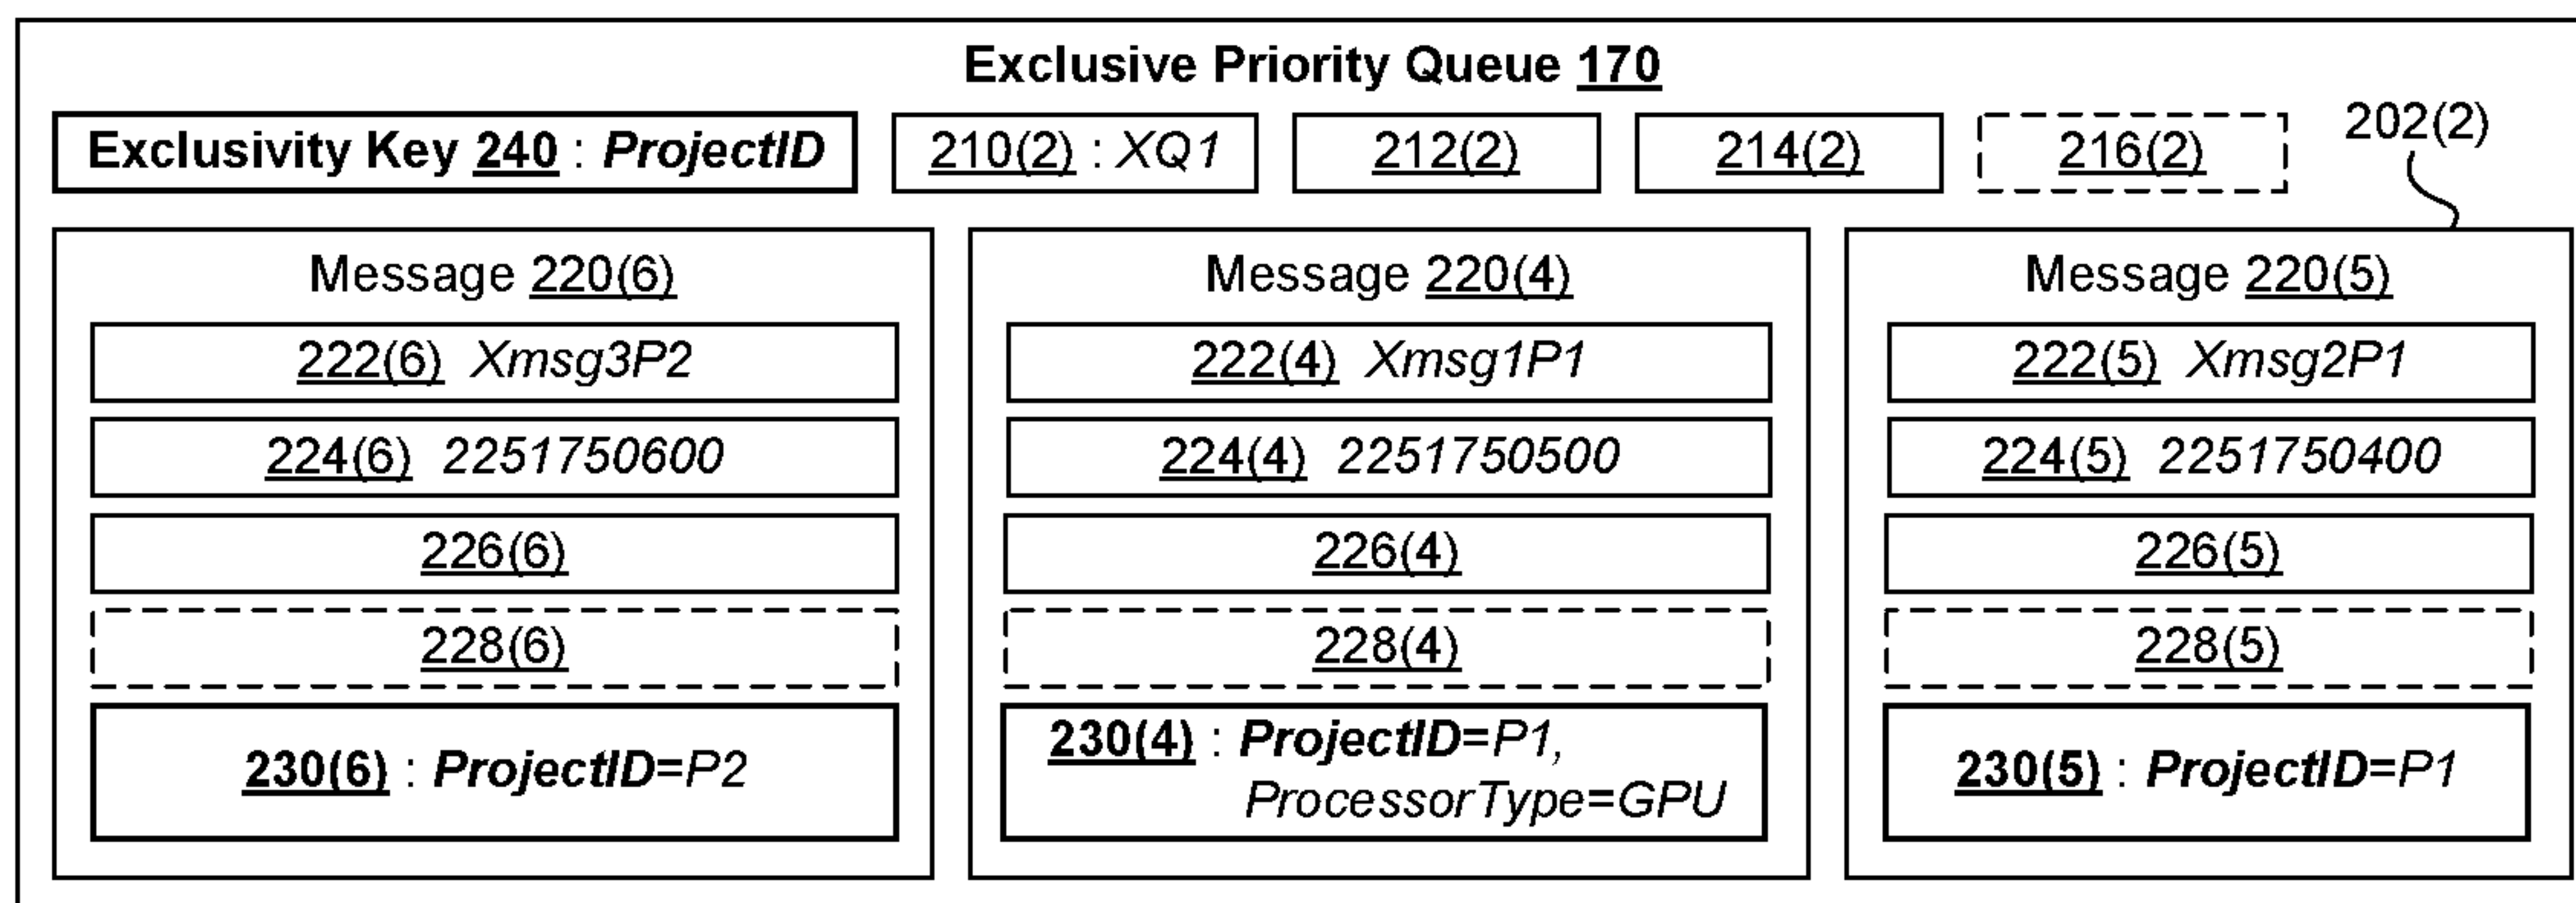 Exclusive Priority Queue 170
Exclusivity Key 240 : ProjectID
210(2) : XQ1
212(2)
214(2)
216(2)
202(2)
Message 220(6)
222(6) Xmsg3P2
224(6) 2251750600
226(6)
228(6)
230(6) : ProjectID=P2
Message 220(4)
222(4) Xmsg1P1
224(4) 2251750500
226(4)
228(4)
230(4) : ProjectID=P1,
ProcessorType=GPU
Message 220(5)
222(5) Xmsg2P1
224(5) 2251750400
226(5)
228(5)
230(5) : ProjectID=P1